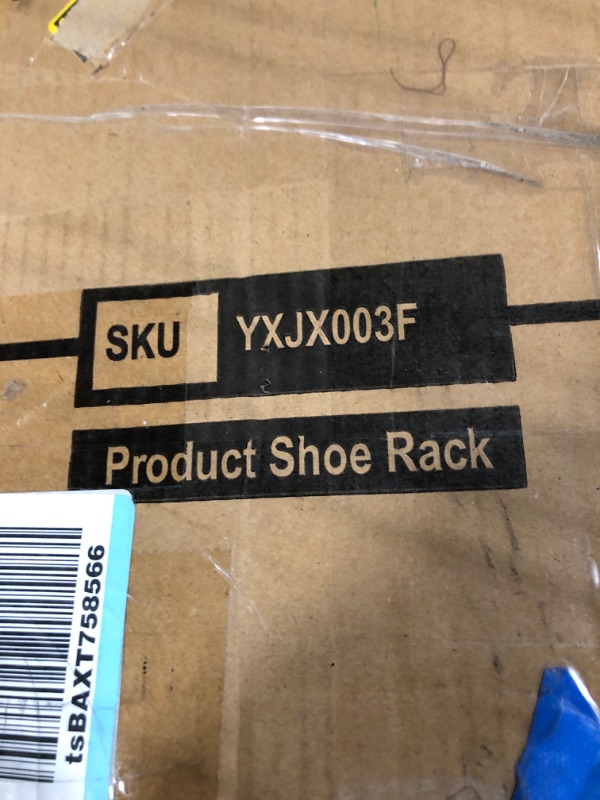 SKU YXJX003F
Product Shoe Rack
tsBAXT758566